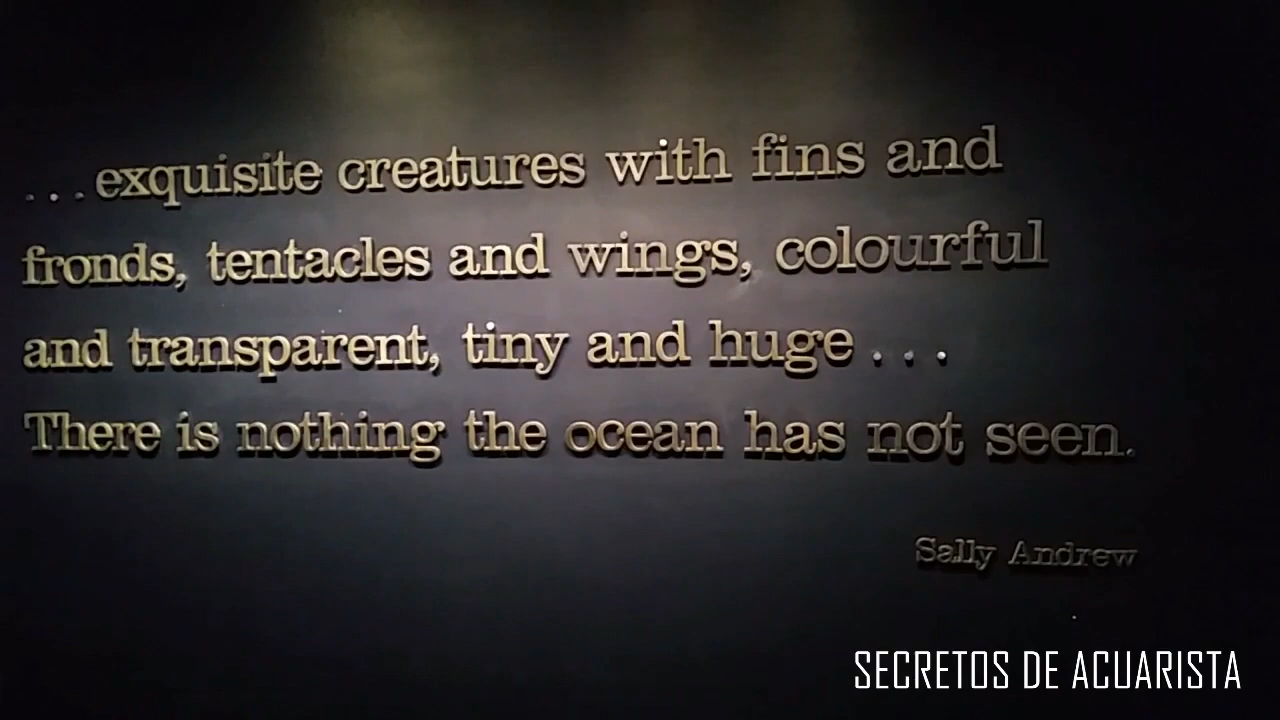 . . . exquisite creatures with fins and
fronds, tentacles and wings, colourful
and transparent, tiny and huge . . .
There is nothing the ocean has not seen.
Sally Andrew
SECRETOS DE ACUARISTA